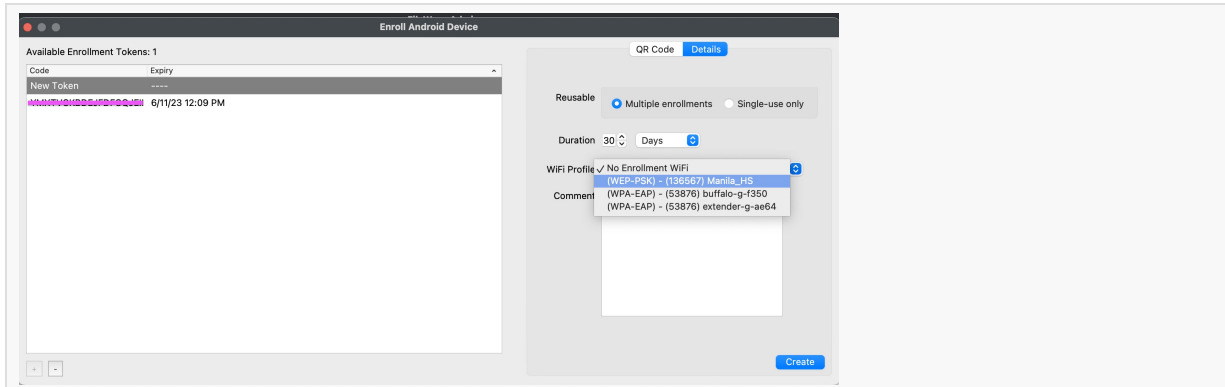 Enroll Android Device
Available Enrollment Tokens: 1
Code Expiry
New Token ----
6/11/23 12:09 PM
QR Code Details
Reusable Multiple enrollments Single-use only
Duration 30 Days
WiFi Profile ✓ No Enrollment WiFi
(WEP-PSK) - (136567) Manila_HS
(WPA-EAP) - (53876) buffalo-g-f350
Comment
(WPA-EAP) - (53876) extender-g-ae64
Create